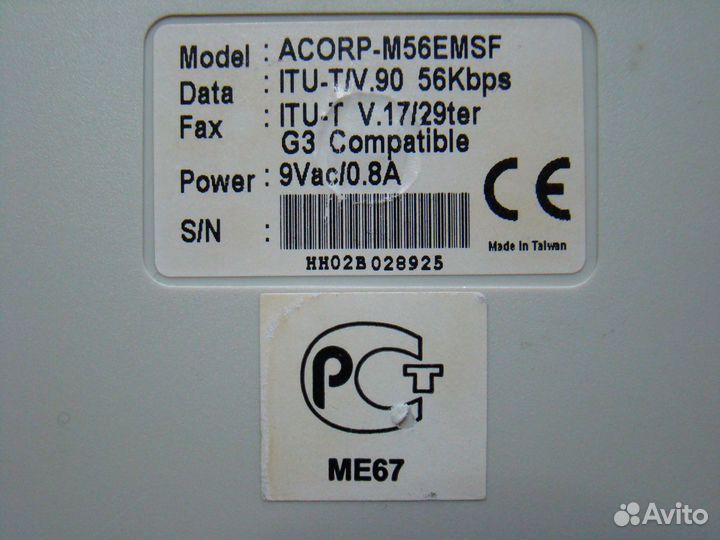 Model : ACORP-M56EMSF
Data : ITU-T/V.90 56Kbps
Fax : ITU-T V.17/29ter
G3 Compatible
Power : 9Vac/0.8A
CE
S/N :
Made in Taiwan
HH02B028925
РСТ
ME67
Avito